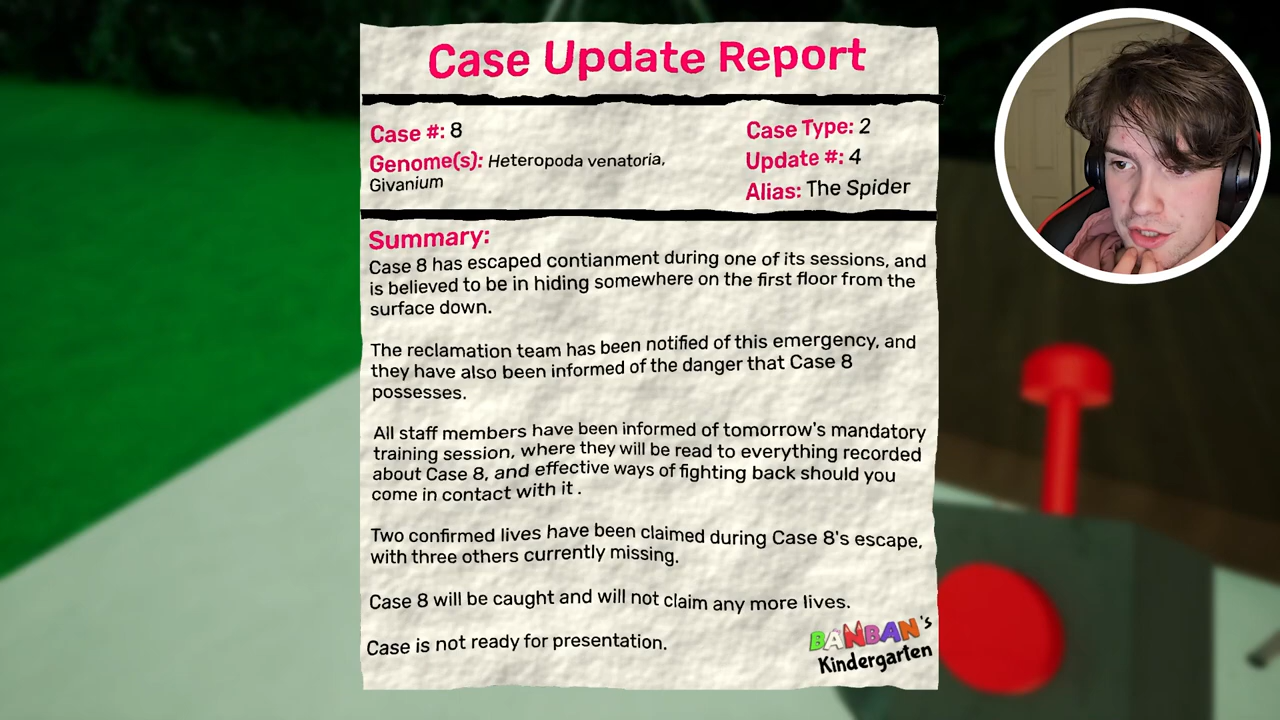 Case Update Report
Case #: 8
Genome(s): Heteropoda venatoria,
Givanium
Case Type: 2
Update #: 4
Alias: The Spider
Summary:
Case 8 has escaped contianment during one of its sessions, and
is believed to be in hiding somewhere on the first floor from the
surface down.
The reclamation team has been notified of this emergency, and
they have also been informed of the danger that Case 8
possesses.
All staff members have been informed of tomorrow's mandatory
training session, where they will be read to everything recorded
about Case 8, and effective ways of fighting back should you
come in contact with it .
Two confirmed lives have been claimed during Case 8's escape,
with three others currently missing.
Case 8 will be caught and will not claim any more lives.
Case is not ready for presentation.
BANBAN's
Kindergarten